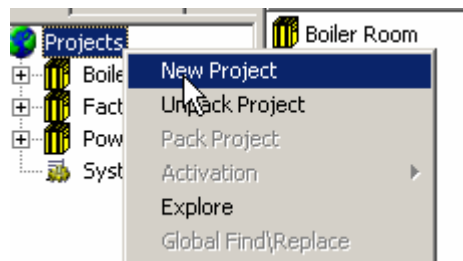 Projects
Boiler Room
Boile
Fact
Pow
Syst
New Project
Unpack Project
Pack Project
Activation
Explore
Global Find\Replace